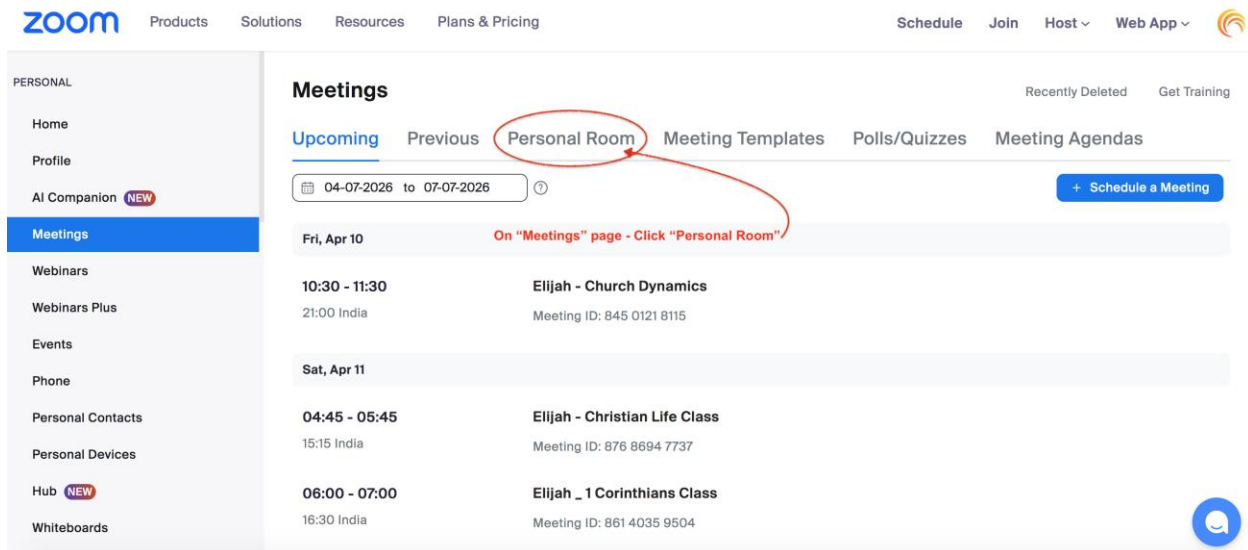 zoom Products Solutions Resources Plans & Pricing Schedule Join Host Web App
PERSONAL
Home
Profile
AI Companion NEW
Meetings
Webinars
Webinars Plus
Events
Phone
Personal Contacts
Personal Devices
Hub NEW
Whiteboards
Meetings
Recently Deleted Get Training
Upcoming Previous Personal Room Meeting Templates Polls/Quizzes Meeting Agendas
04-07-2026 to 07-07-2026 ? + Schedule a Meeting
On “Meetings” page - Click “Personal Room”
Fri, Apr 10
10:30 - 11:30 Elijah - Church Dynamics
21:00 India Meeting ID: 845 0121 8115
Sat, Apr 11
04:45 - 05:45 Elijah - Christian Life Class
15:15 India Meeting ID: 876 8694 7737
06:00 - 07:00 Elijah _ 1 Corinthians Class
16:30 India Meeting ID: 861 4035 9504